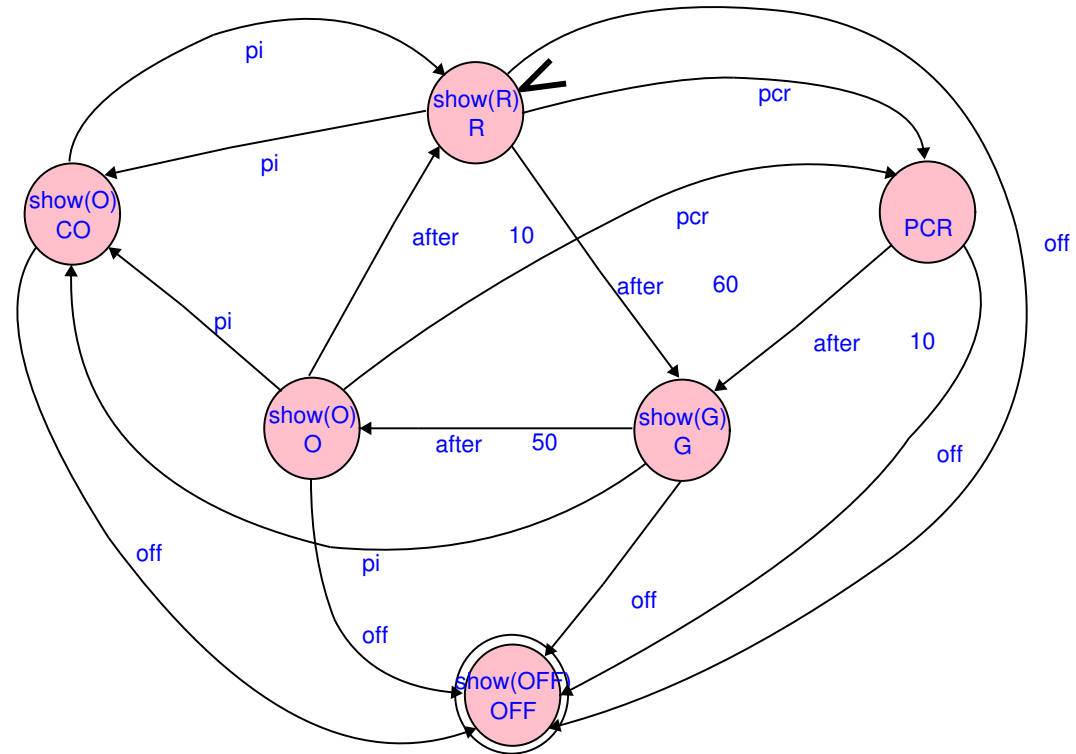 pi
show(R)
R
pcr
pi
show(O)
CO
pcr
PCR
after 10
off
after 60
pi
after 10
show(O)
O
show(G)
G
after 50
off
off
pi
off
off
show(OFF)
OFF